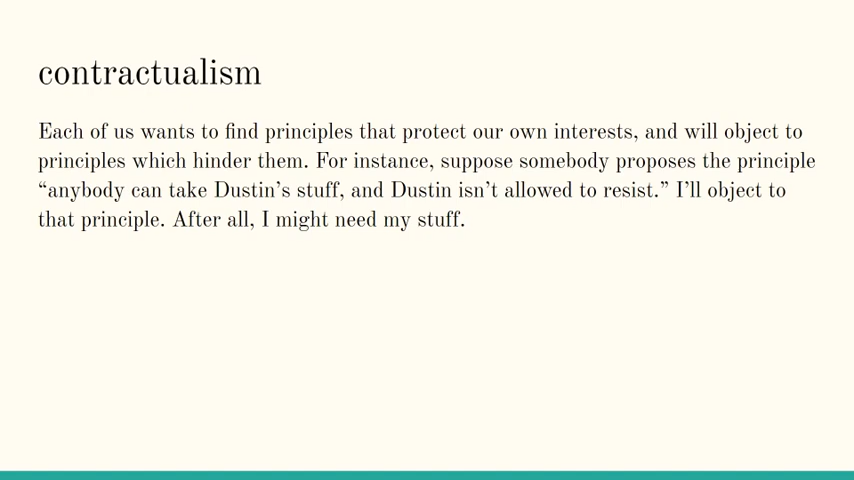 contractualism
Each of us wants to find principles that protect our own interests, and will object to
principles which hinder them. For instance, suppose somebody proposes the principle
“anybody can take Dustin’s stuff, and Dustin isn’t allowed to resist.” I’ll object to
that principle. After all, I might need my stuff.